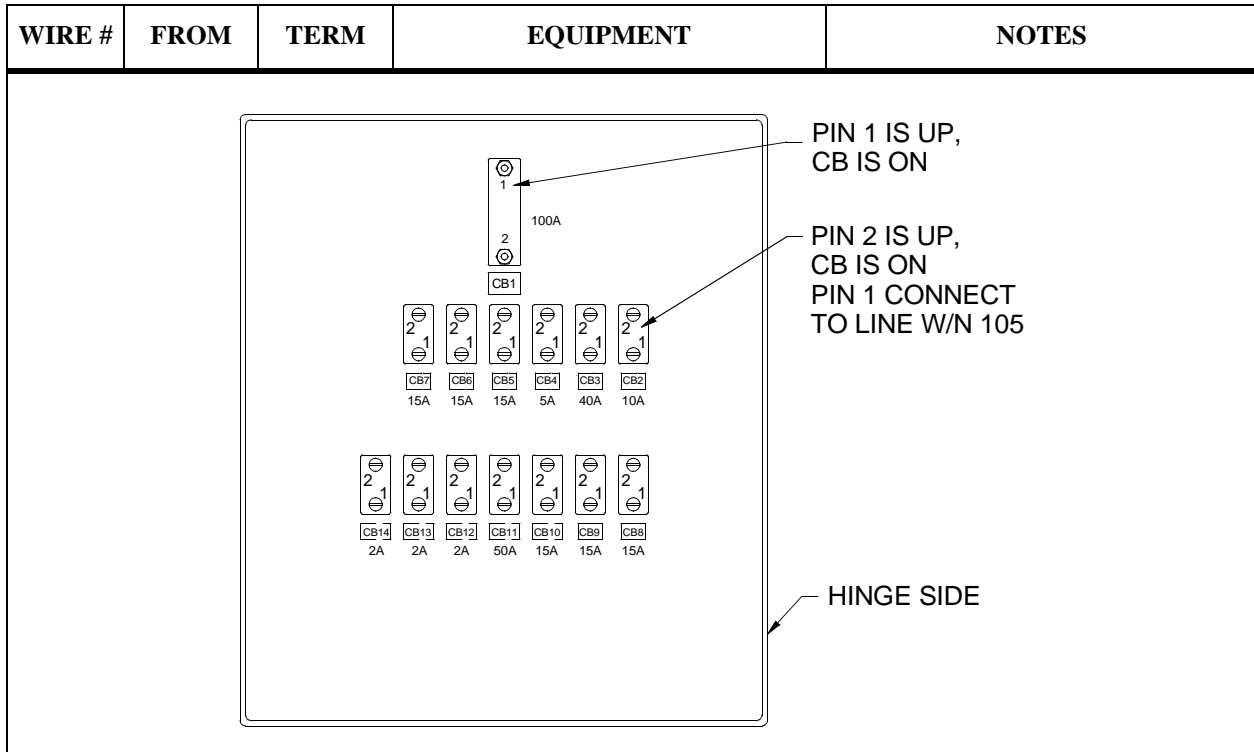 WIRE # FROM TERM EQUIPMENT NOTES
PIN 1 IS UP,
CB IS ON
1
100A
2
CB1
PIN 2 IS UP,
CB IS ON
PIN 1 CONNECT
TO LINE W/N 105
2 2 2 2 2 2
1 1 1 1 1 1
CB7 CB6 CB5 CB4 CB3 CB2
15A 15A 15A 5A 40A 10A
2 2 2 2 2 2 2
1 1 1 1 1 1 1
CB14 CB13 CB12 CB11 CB10 CB9 CB8
2A 2A 2A 50A 15A 15A 15A
HINGE SIDE